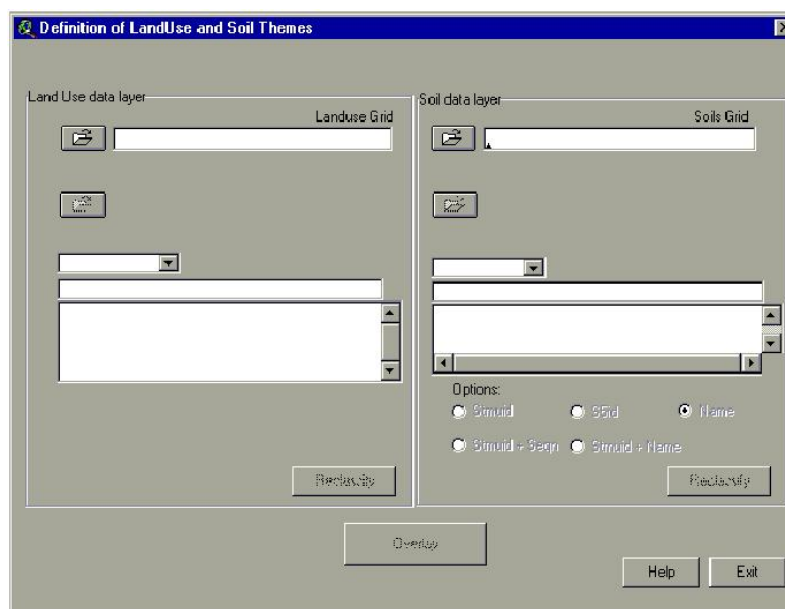 Definition of LandUse and Soil Themes
Land Use data layer
Landuse Grid
Soil data layer
Soils Grid
Options:
Stmuid
S5id
Name
Stmuid + Seqn
Stmuid + Name
Reclassify
Reclassify
Overlay
Help
Exit